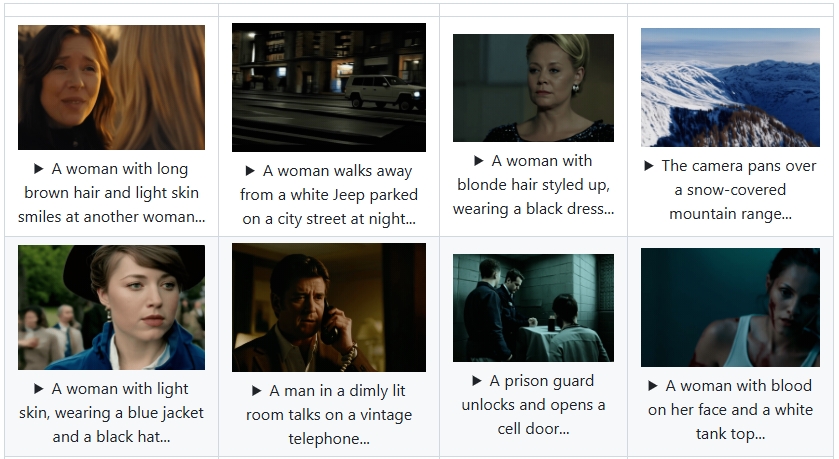 ▶ A woman with long
brown hair and light skin
smiles at another woman...
▶ A woman walks away
from a white Jeep parked
on a city street at night...
▶ A woman with
blonde hair styled up,
wearing a black dress...
▶ The camera pans over
a snow-covered
mountain range...
▶ A woman with light
skin, wearing a blue jacket
and a black hat...
▶ A man in a dimly lit
room talks on a vintage
telephone...
▶ A prison guard
unlocks and opens a
cell door...
▶ A woman with blood
on her face and a white
tank top...